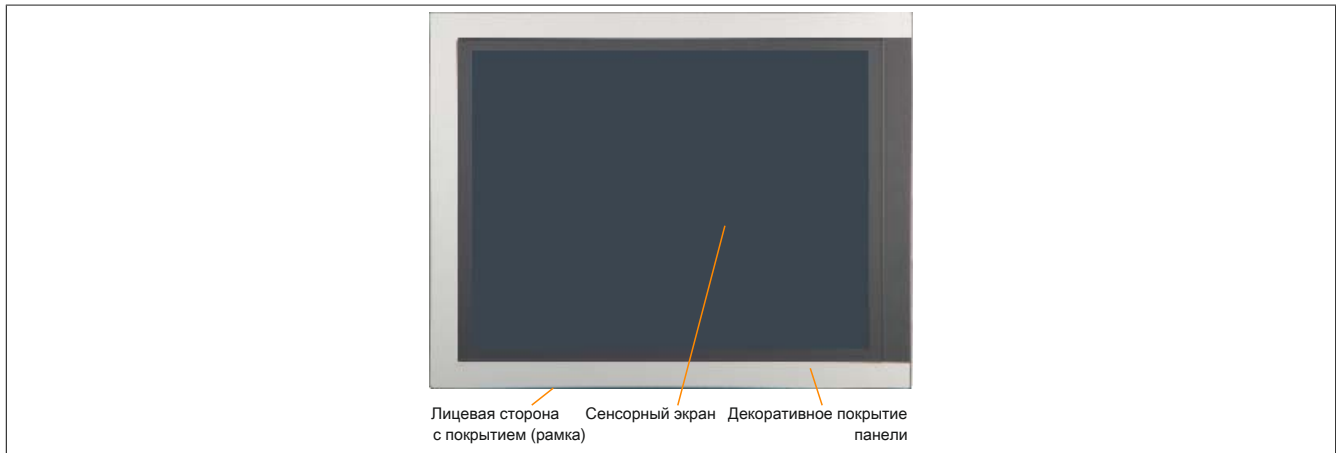 Лицевая сторона
с покрытием (рамка)
Сенсорный экран
Декоративное покрытие
панели